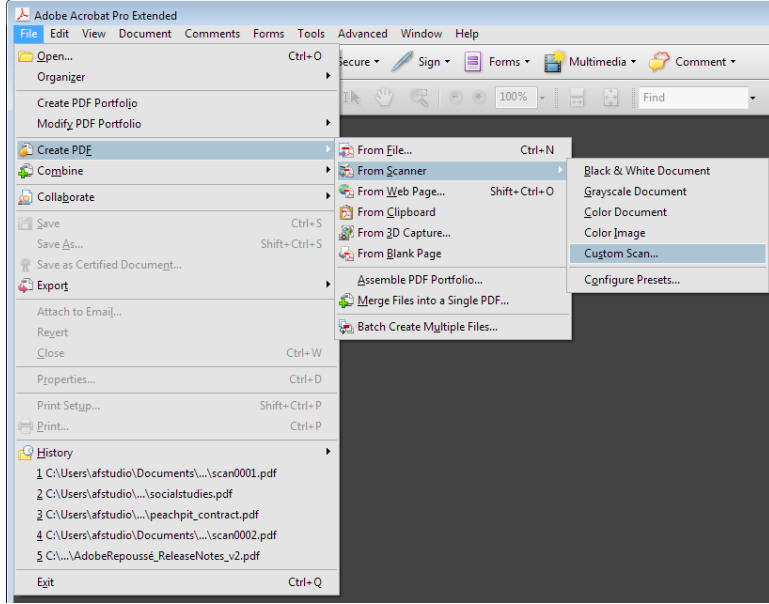 Adobe Acrobat Pro Extended
File Edit View Document Comments Forms Tools Advanced Window Help
Secure Sign Forms Multimedia Comment
100% Find
Open... Ctrl+O
Organizer
Create PDF Portfolio
Modify PDF Portfolio
Create PDF
Combine
Collaborate
Save Ctrl+S
Save As... Shift+Ctrl+S
Save as Certified Document...
Export
Attach to Email...
Revert
Close Ctrl+W
Properties... Ctrl+D
Print Setup... Shift+Ctrl+P
Print... Ctrl+P
History
1 C:\Users\afstudio\Documents\...\scan0001.pdf
2 C:\Users\afstudio\...\socialstudies.pdf
3 C:\Users\afstudio\...\peachpit_contract.pdf
4 C:\Users\afstudio\Documents\...\scan0002.pdf
5 C:\...\AdobeRepoussé_ReleaseNotes_v2.pdf
Exit Ctrl+Q
From File... Ctrl+N
From Scanner
From Web Page... Shift+Ctrl+O
From Clipboard
From 3D Capture...
From Blank Page
Assemble PDF Portfolio...
Merge Files into a Single PDF...
Batch Create Multiple Files...
Black & White Document
Grayscale Document
Color Document
Color Image
Custom Scan...
Configure Presets...